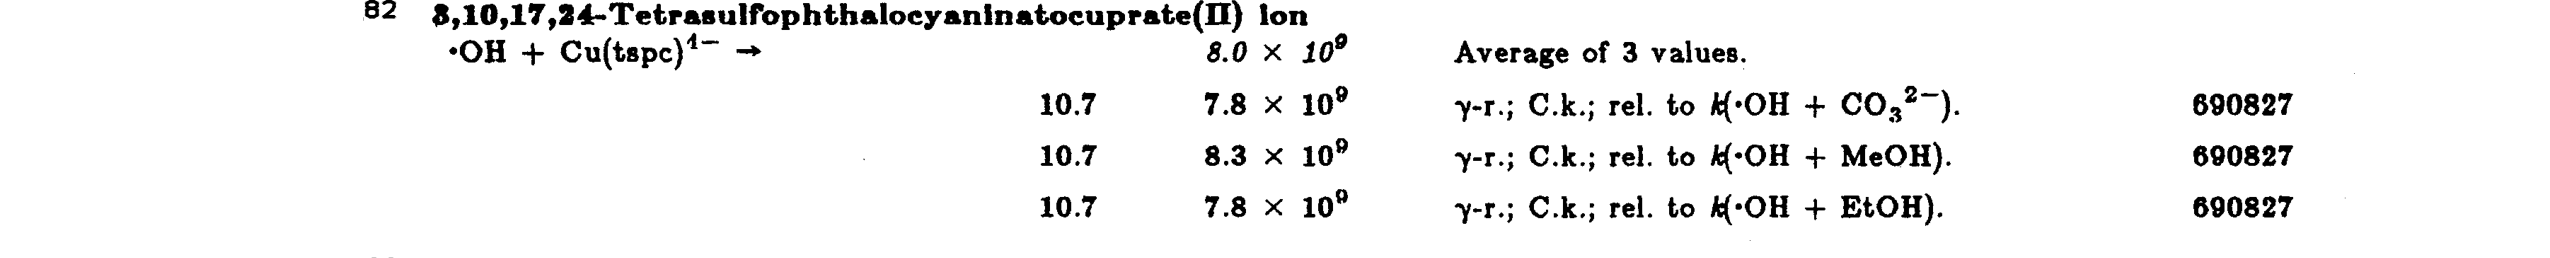 82 3,10,17,24-Tetrasulfophthalocyaninatocuprate(II) ion
·OH + Cu(tspc)⁴⁻ → 8.0 × 10⁹ Average of 3 values.
10.7 7.8 × 10⁹ γ-r.; C.k.; rel. to k(·OH + CO₃²⁻). 690827
10.7 8.3 × 10⁹ γ-r.; C.k.; rel. to k(·OH + MeOH). 690827
10.7 7.8 × 10⁹ γ-r.; C.k.; rel. to k(·OH + EtOH). 690827